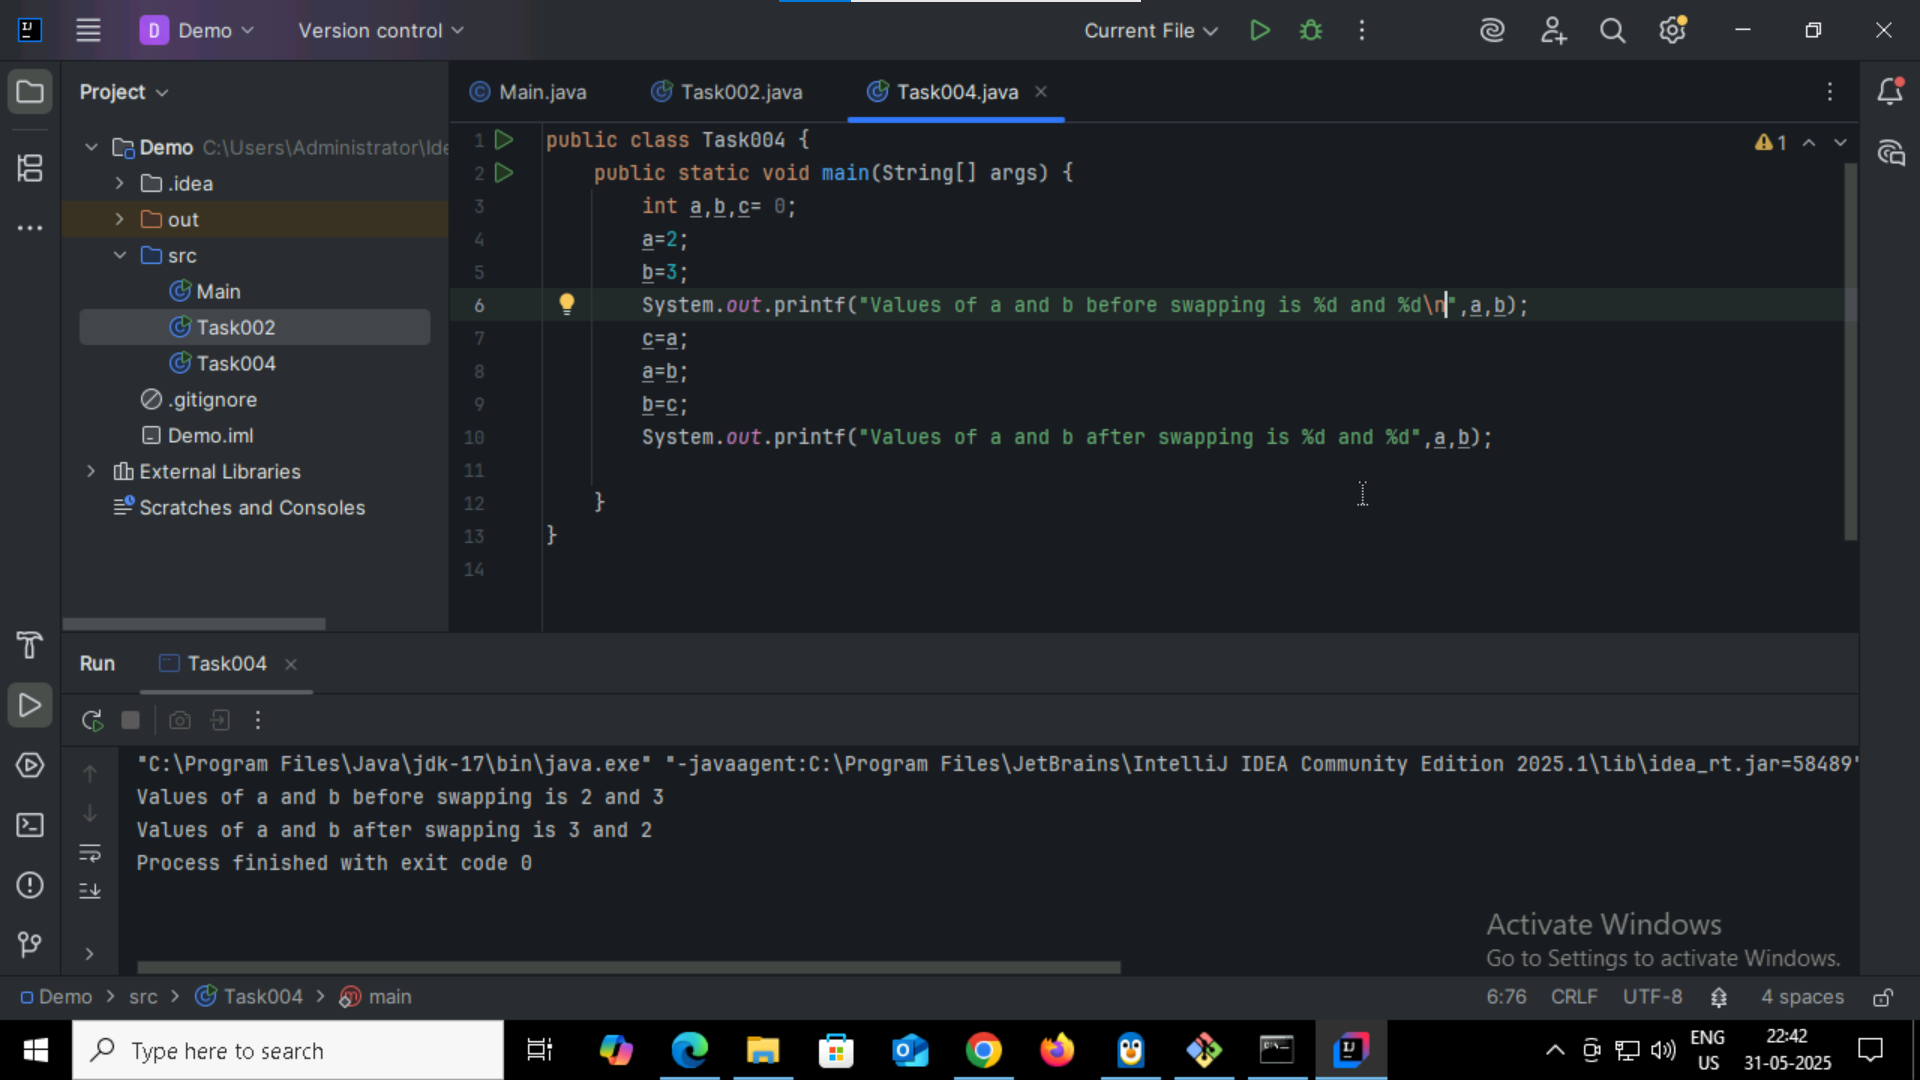 D Demo Version control Current File
Project
Main.java Task002.java Task004.java
Demo C:\Users\Administrator\Ide
.idea
out
src
Main
Task002
Task004
.gitignore
Demo.iml
External Libraries
Scratches and Consoles
1 public class Task004 {
2 public static void main(String[] args) {
3 int a,b,c= 0;
4 a=2;
5 b=3;
6 System.out.printf("Values of a and b before swapping is %d and %d\n",a,b);
7 c=a;
8 a=b;
9 b=c;
10 System.out.printf("Values of a and b after swapping is %d and %d",a,b);
11
12 }
13 }
14
1
Run Task004
"C:\Program Files\Java\jdk-17\bin\java.exe" "-javaagent:C:\Program Files\JetBrains\IntelliJ IDEA Community Edition 2025.1\lib\idea_rt.jar=58489"
Values of a and b before swapping is 2 and 3
Values of a and b after swapping is 3 and 2
Process finished with exit code 0
Activate Windows
Go to Settings to activate Windows.
Demo > src > Task004 > main 6:76 CRLF UTF-8 4 spaces
Type here to search
ENG
US
22:42
31-05-2025